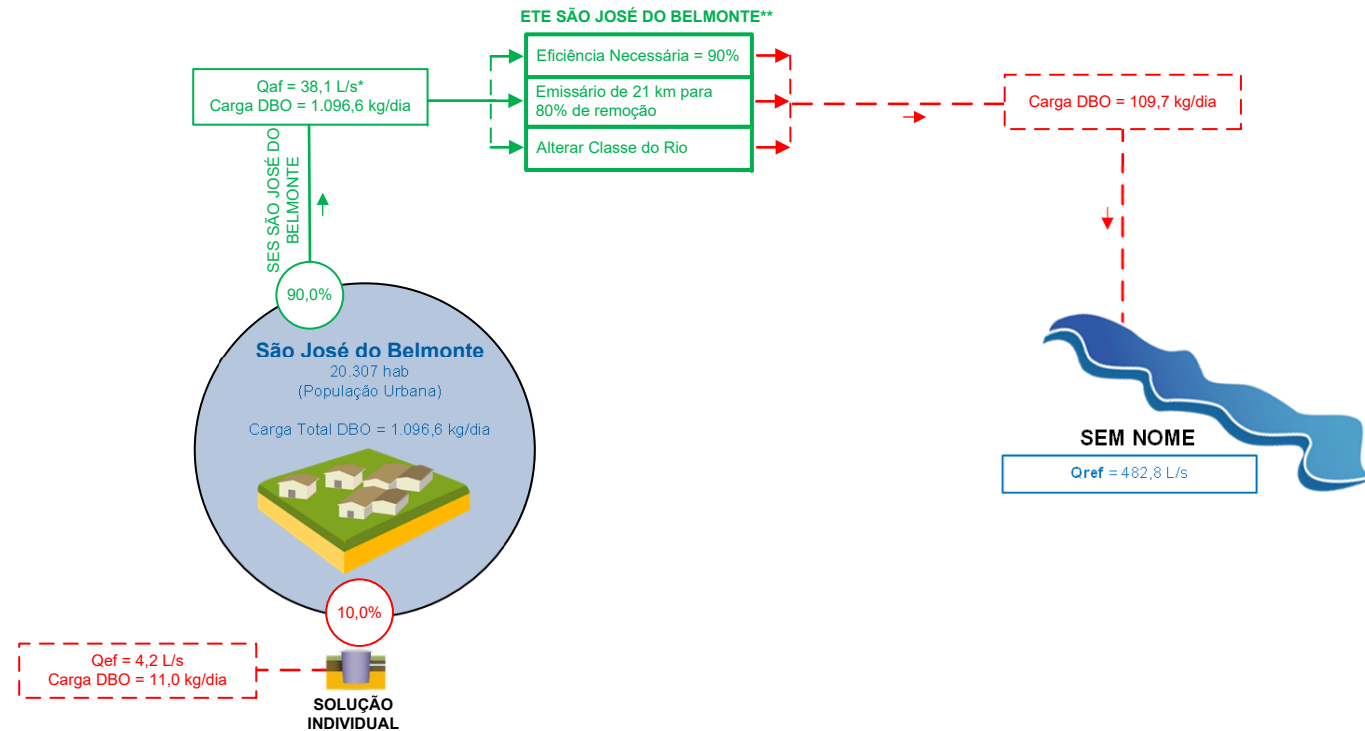 ETE SÃO JOSÉ DO BELMONTE**
Eficiência Necessária = 90%
Emissário de 21 km para
80% de remoção
Alterar Classe do Rio
Qaf = 38,1 L/s*
Carga DBO = 1.096,6 kg/dia
Carga DBO = 109,7 kg/dia
SES SÃO JOSÉ DO
BELMONTE
90,0%
São José do Belmonte
20.307 hab
(População Urbana)
Carga Total DBO = 1.096,6 kg/dia
SEM NOME
Qref = 482,8 L/s
10,0%
Qef = 4,2 L/s
Carga DBO = 11,0 kg/dia
SOLUÇÃO
INDIVIDUAL